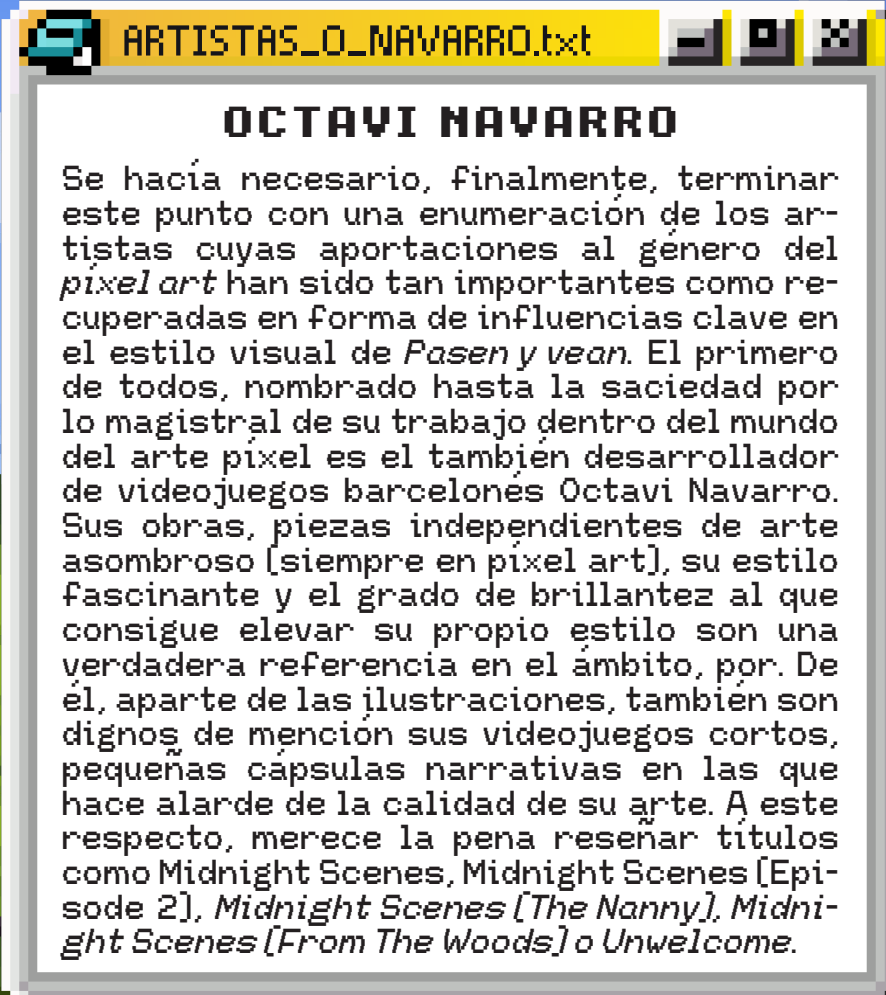 ARTISTAS_O_NAVARRO.txt
OCTAVI NAVARRO
Se hacía necesario, finalmente, terminar
este punto con una enumeración de los ar-
tistas cuyas aportaciones al género del
píxel art han sido tan importantes como re-
cuperadas en forma de influencias clave en
el estilo visual de Pasen y vean. El primero
de todos, nombrado hasta la saciedad por
lo magistral de su trabajo dentro del mundo
del arte píxel es el también desarrollador
de videojuegos barcelonés Octavi Navarro.
Sus obras, piezas independientes de arte
asombroso (siempre en píxel art), su estilo
fascinante y el grado de brillantez al que
consigue elevar su propio estilo son una
verdadera referencia en el ámbito, por. De
él, aparte de las ilustraciones, también son
dignos de mención sus videojuegos cortos,
pequeñas cápsulas narrativas en las que
hace alarde de la calidad de su arte. A este
respecto, merece la pena reseñar títulos
como Midnight Scenes, Midnight Scenes (Epi-
sode 2), Midnight Scenes (The Nanny), Midni-
ght Scenes (From The Woods) o Unwelcome.